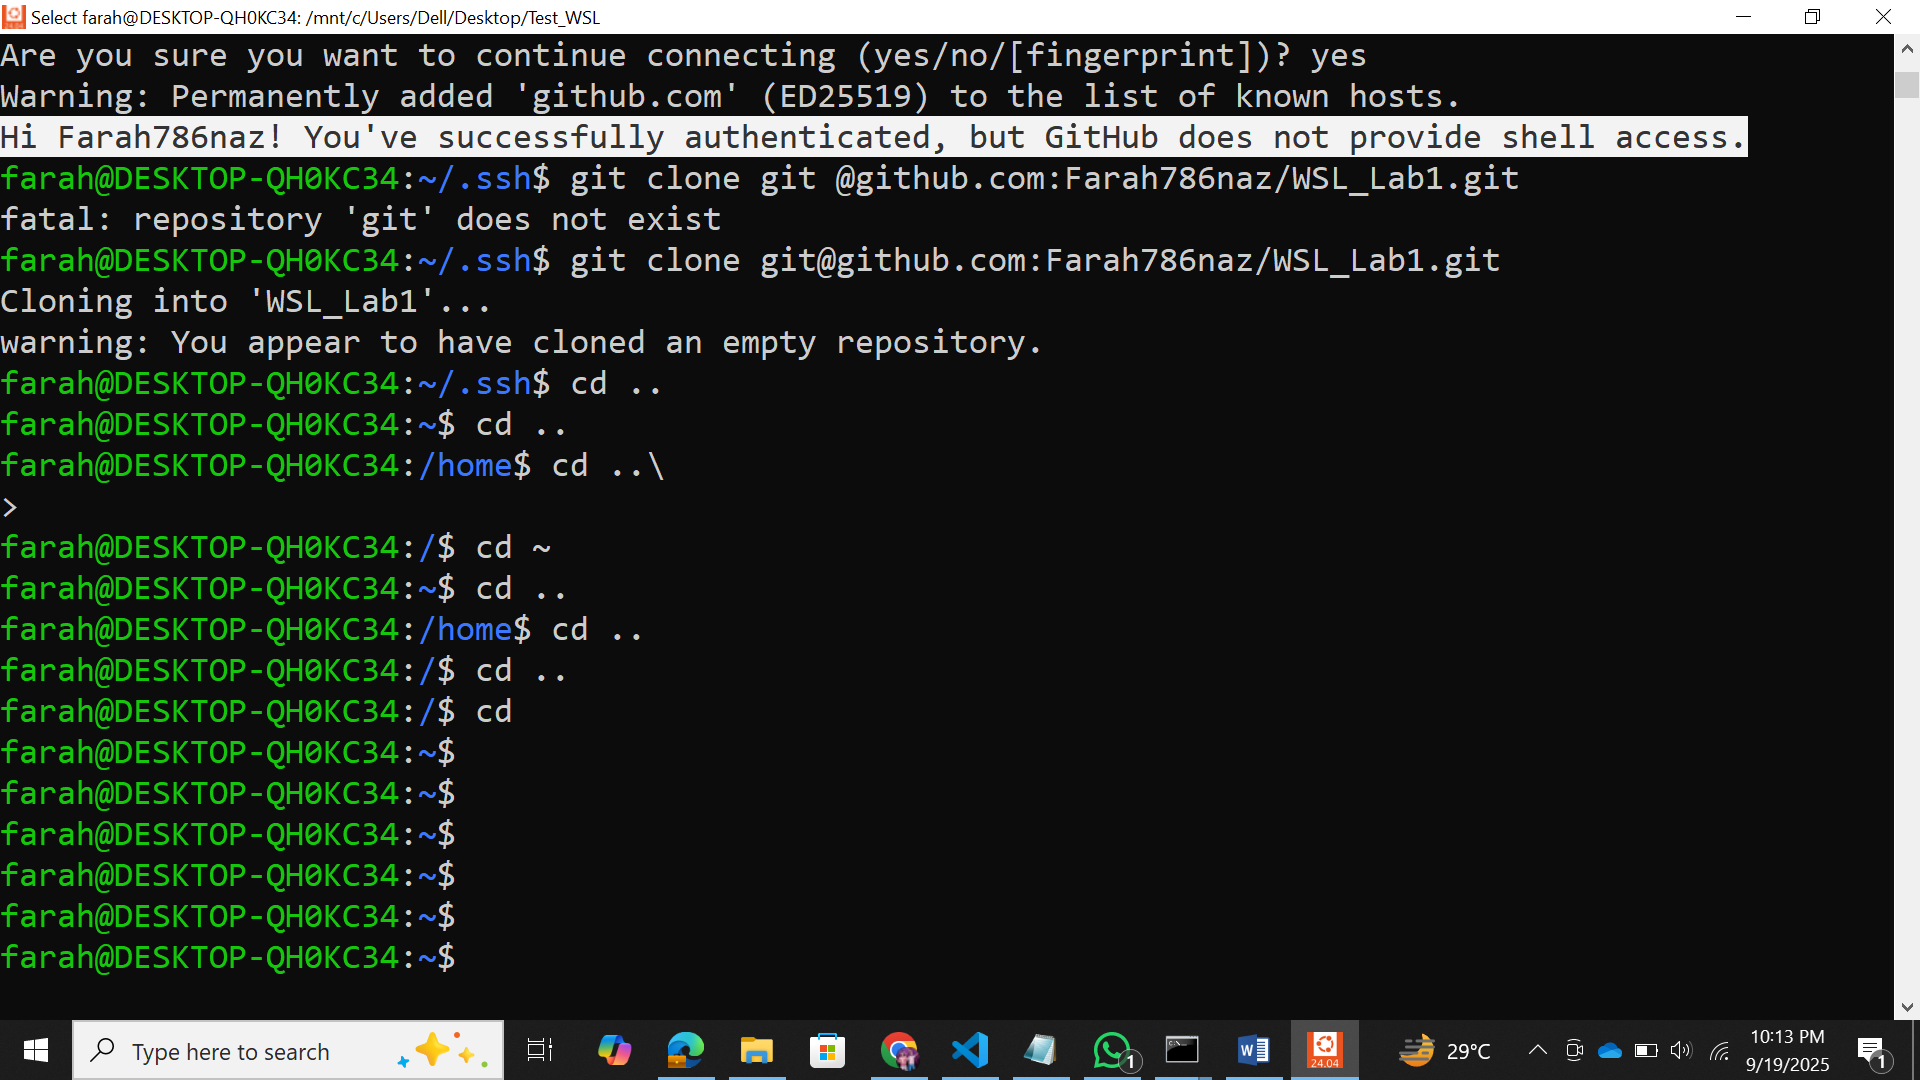 Select farah@DESKTOP-QH0KC34: /mnt/c/Users/Dell/Desktop/Test_WSL
Are you sure you want to continue connecting (yes/no/[fingerprint])? yes
Warning: Permanently added 'github.com' (ED25519) to the list of known hosts.
Hi Farah786naz! You've successfully authenticated, but GitHub does not provide shell access.
farah@DESKTOP-QH0KC34:~/.ssh$ git clone git @github.com:Farah786naz/WSL_Lab1.git
fatal: repository 'git' does not exist
farah@DESKTOP-QH0KC34:~/.ssh$ git clone git@github.com:Farah786naz/WSL_Lab1.git
Cloning into 'WSL_Lab1'...
warning: You appear to have cloned an empty repository.
farah@DESKTOP-QH0KC34:~/.ssh$ cd ..
farah@DESKTOP-QH0KC34:~$ cd ..
farah@DESKTOP-QH0KC34:/home$ cd ..\
>
farah@DESKTOP-QH0KC34:/$ cd ~
farah@DESKTOP-QH0KC34:~$ cd ..
farah@DESKTOP-QH0KC34:/home$ cd ..
farah@DESKTOP-QH0KC34:/$ cd ..
farah@DESKTOP-QH0KC34:/$ cd
farah@DESKTOP-QH0KC34:~$
farah@DESKTOP-QH0KC34:~$
farah@DESKTOP-QH0KC34:~$
farah@DESKTOP-QH0KC34:~$
farah@DESKTOP-QH0KC34:~$
farah@DESKTOP-QH0KC34:~$
Type here to search
1
24.04
29°C
10:13 PM
9/19/2025
1